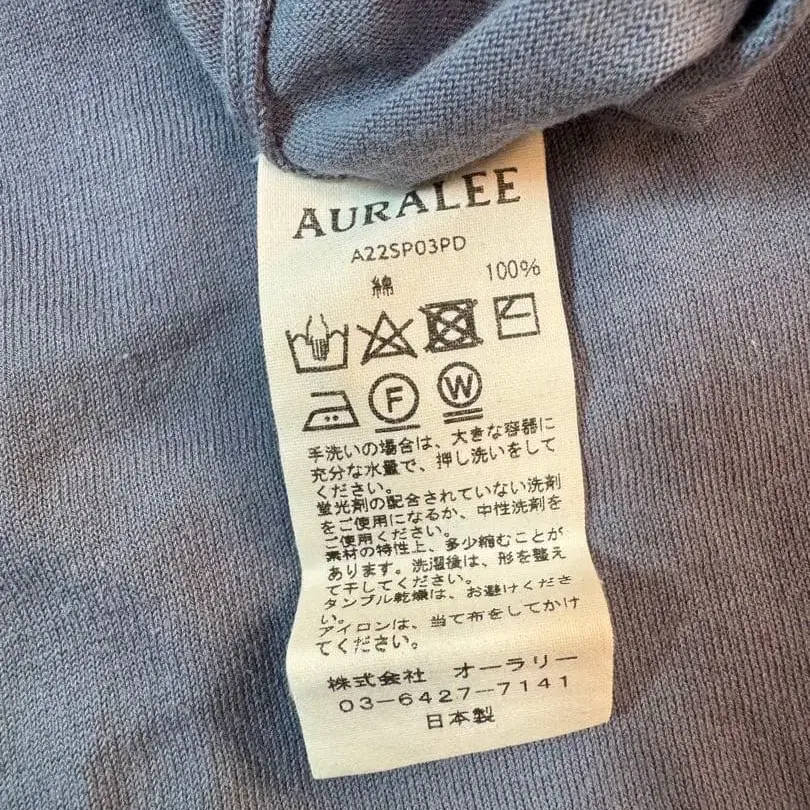 AURALEE
A22SP03PD
綿 100%
F W
手洗いの場合は、大きな容器に
充分な水量で、押し洗いをして
ください。
蛍光剤の配合されていない洗剤
をご使用になるか、中性洗剤を
ご使用ください。
素材の特性上、多少縮むことが
あります。洗濯後は、形を整え
て干してください。
タンブル乾燥は、お避けくださ
い。
アイロンは、当て布をしてかけ
てください。
株式会社 オーラリー
03-6427-7141
日本製